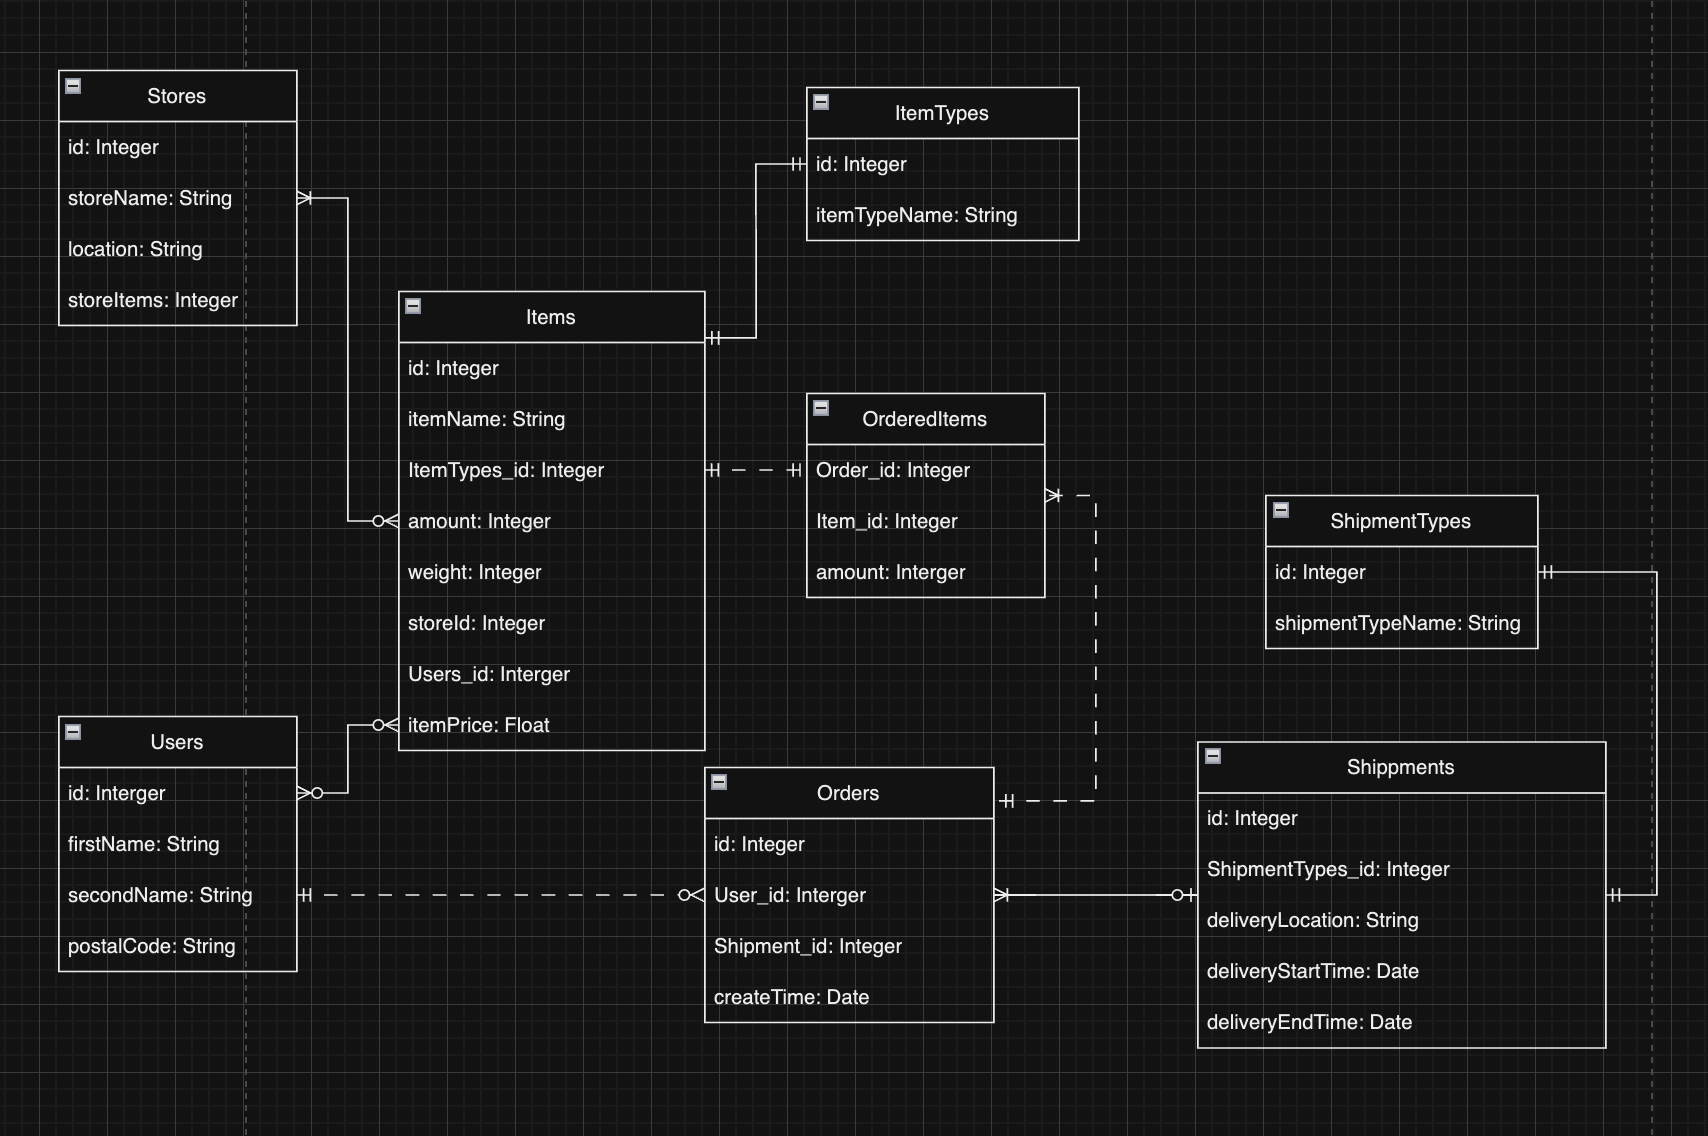 Stores
id: Integer
storeName: String
location: String
storeItems: Integer
ItemTypes
id: Integer
itemTypeName: String
Items
id: Integer
itemName: String
ItemTypes_id: Integer
amount: Integer
weight: Integer
storeId: Integer
Users_id: Interger
itemPrice: Float
OrderedItems
Order_id: Integer
Item_id: Integer
amount: Interger
ShipmentTypes
id: Integer
shipmentTypeName: String
Users
id: Interger
firstName: String
secondName: String
postalCode: String
Orders
id: Integer
User_id: Interger
Shipment_id: Integer
createTime: Date
Shippments
id: Integer
ShipmentTypes_id: Integer
deliveryLocation: String
deliveryStartTime: Date
deliveryEndTime: Date